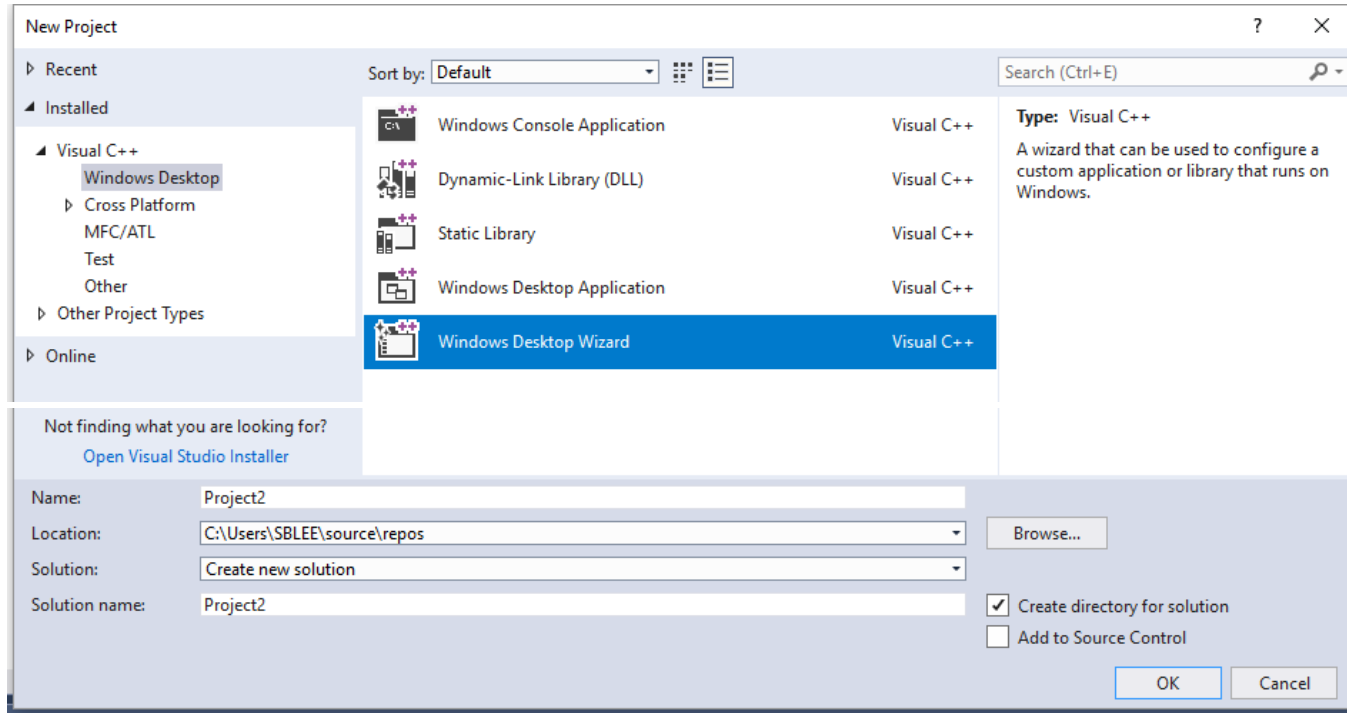 New Project
?
Recent
Installed
Visual C++
Windows Desktop
Cross Platform
MFC/ATL
Test
Other
Other Project Types
Online
Not finding what you are looking for?
Open Visual Studio Installer
Sort by: Default
C:\
Windows Console Application Visual C++
Dynamic-Link Library (DLL) Visual C++
Static Library Visual C++
Windows Desktop Application Visual C++
Windows Desktop Wizard Visual C++
Search (Ctrl+E)
Type: Visual C++
A wizard that can be used to configure a
custom application or library that runs on
Windows.
Name: Project2
Location: C:\Users\SBLEE\source\repos Browse...
Solution: Create new solution
Solution name: Project2
Create directory for solution
Add to Source Control
OK Cancel